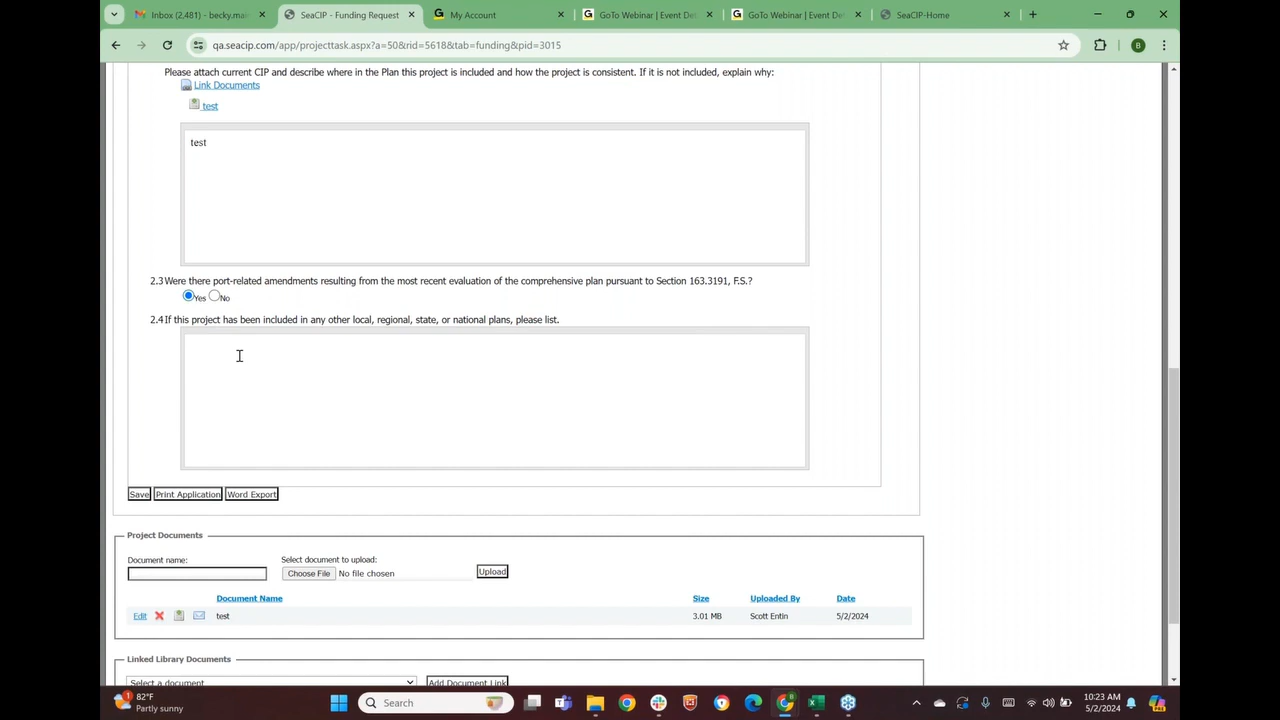 Inbox (2,481) - becky.mai
SeaCIP - Funding Request
My Account
GoTo Webinar | Event De
GoTo Webinar | Event De
SeaCIP-Home
qa.seacip.com/app/projecttask.aspx?a=50&rid=5618&tab=funding&pid=3015
B
Please attach current CIP and describe where in the Plan this project is included and how the project is consistent. If it is not included, explain why:
Link Documents
test
test
2.3 Were there port-related amendments resulting from the most recent evaluation of the comprehensive plan pursuant to Section 163.3191, F.S.?
Yes No
2.4 If this project has been included in any other local, regional, state, or national plans, please list.
Save Print Application Word Export
Project Documents
Document name: Select document to upload:
Choose File No file chosen Upload
Document Name Size Uploaded By Date
Edit test 3.01 MB Scott Entin 5/2/2024
Linked Library Documents
Select a document Add Document Link
82°F
Partly sunny
Search
10:23 AM
5/2/2024